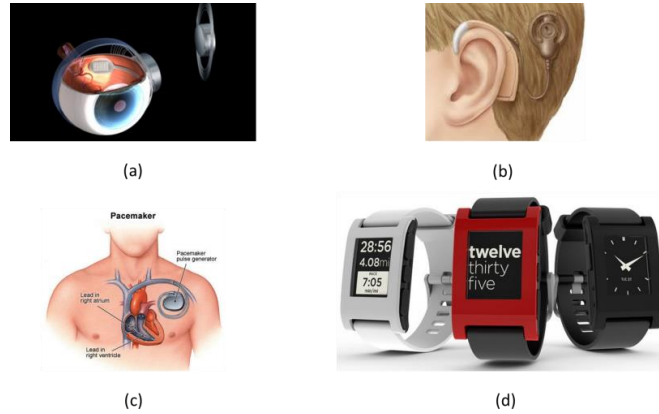 (a)
(b)
Pacemaker
Pacemaker
pulse generator
Lead in
right atrium
Lead in
right ventricle
(c)
28:56
4.08mi
7:05
twelve
thirty
five
(d)